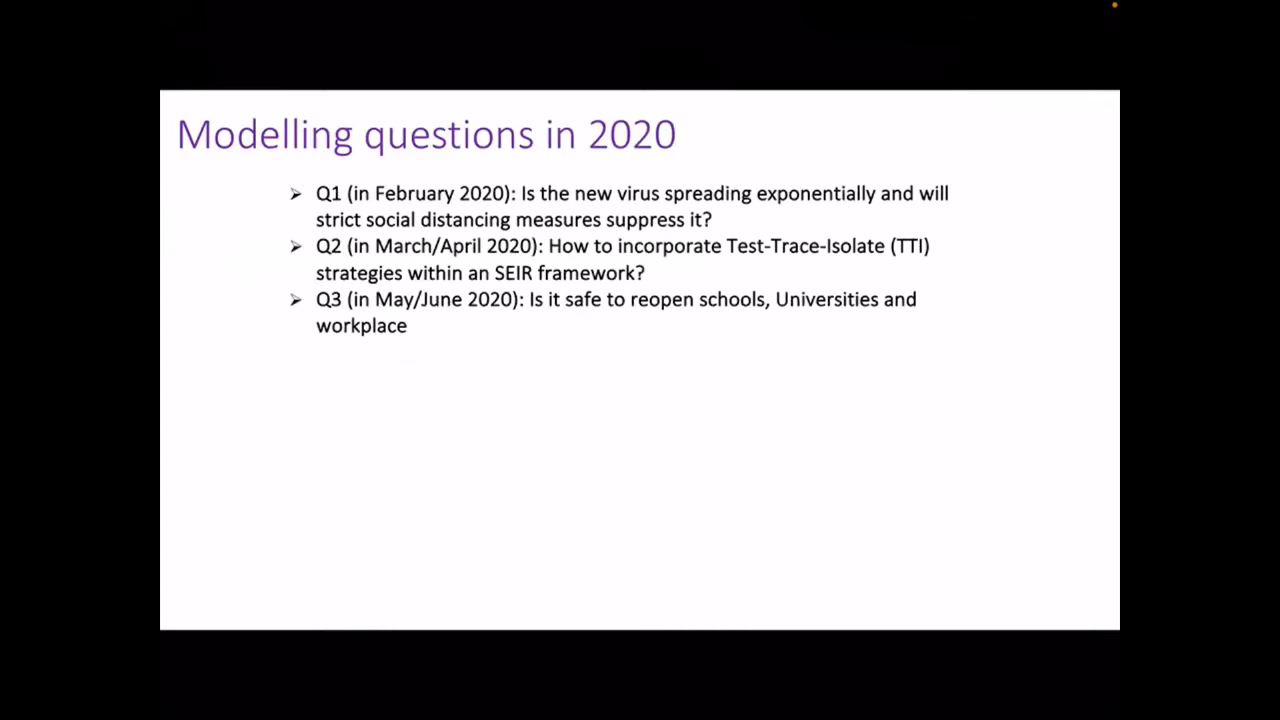 Modelling questions in 2020
➢ Q1 (in February 2020): Is the new virus spreading exponentially and will
strict social distancing measures suppress it?
➢ Q2 (in March/April 2020): How to incorporate Test-Trace-Isolate (TTI)
strategies within an SEIR framework?
➢ Q3 (in May/June 2020): Is it safe to reopen schools, Universities and
workplace